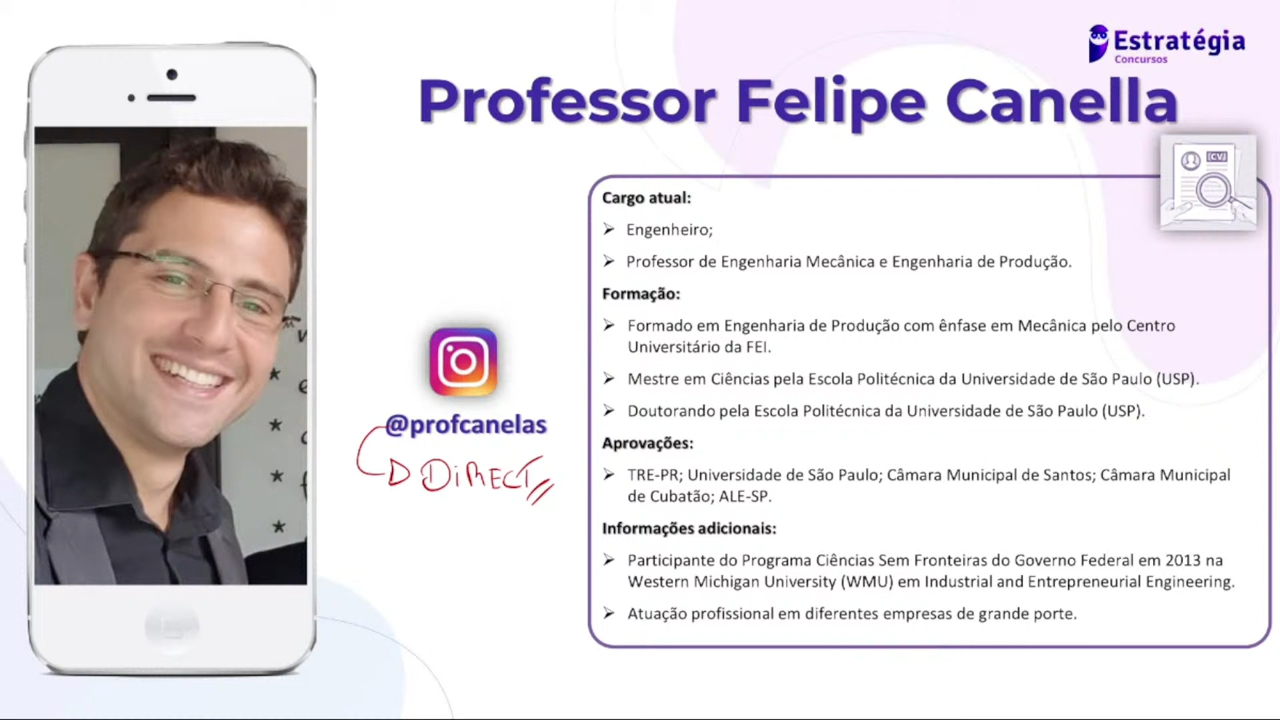 Estratégia
Concursos
Professor Felipe Canella
CV
Cargo atual:
Engenheiro;
Professor de Engenharia Mecânica e Engenharia de Produção.
Formação:
Formado em Engenharia de Produção com ênfase em Mecânica pelo Centro
Universitário da FEI.
Mestre em Ciências pela Escola Politécnica da Universidade de São Paulo (USP).
Doutorando pela Escola Politécnica da Universidade de São Paulo (USP).
Aprovações:
TRE-PR; Universidade de São Paulo; Câmara Municipal de Santos; Câmara Municipal
de Cubatão; ALE-SP.
Informações adicionais:
Participante do Programa Ciências Sem Fronteiras do Governo Federal em 2013 na
Western Michigan University (WMU) em Industrial and Entrepreneurial Engineering.
Atuação profissional em diferentes empresas de grande porte.
@profcanelas
DIRECT